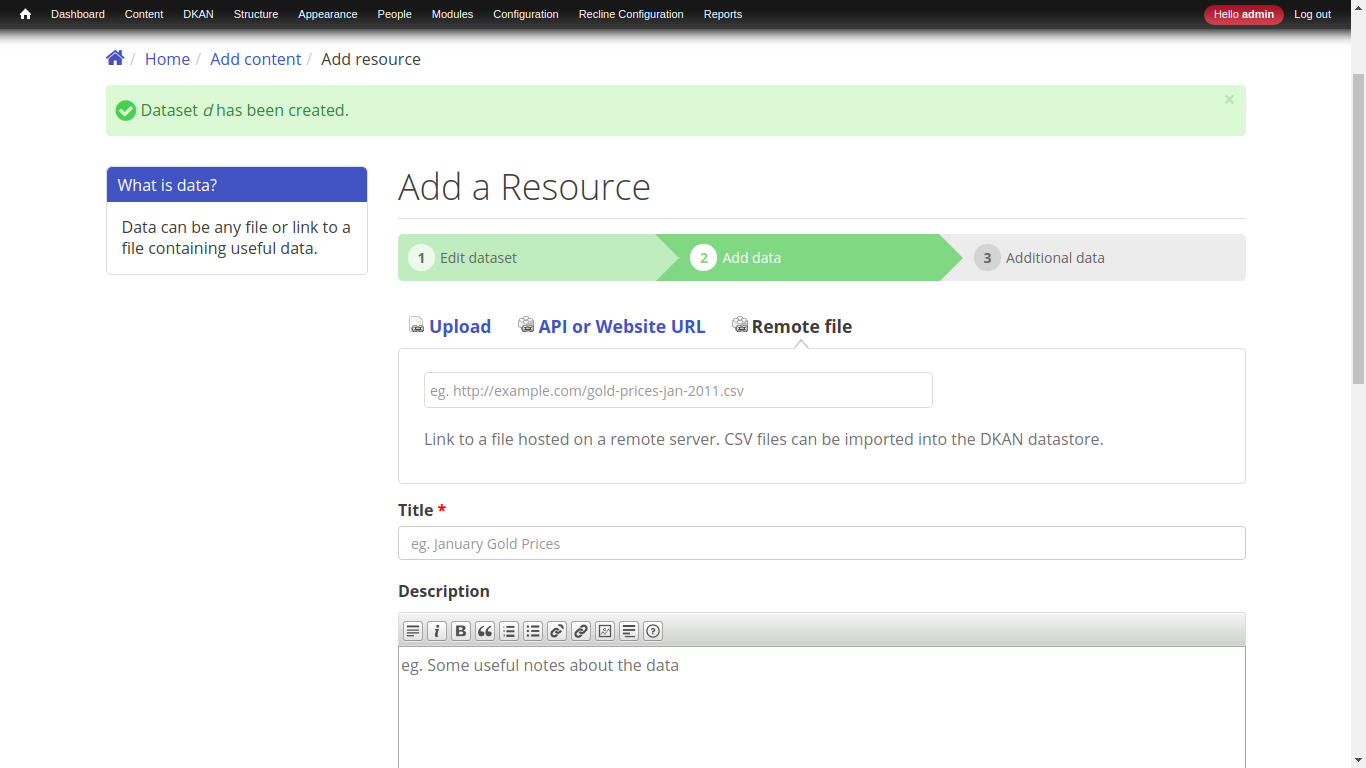 Dashboard Content DKAN Structure Appearance People Modules Configuration Recline Configuration Reports Hello admin Log out
/ Home / Add content / Add resource
Dataset d has been created. ×
What is data?
Data can be any file or link to a
file containing useful data.
Add a Resource
1 Edit dataset 2 Add data 3 Additional data
Upload API or Website URL Remote file
eg. http://example.com/gold-prices-jan-2011.csv
Link to a file hosted on a remote server. CSV files can be imported into the DKAN datastore.
Title *
eg. January Gold Prices
Description
eg. Some useful notes about the data